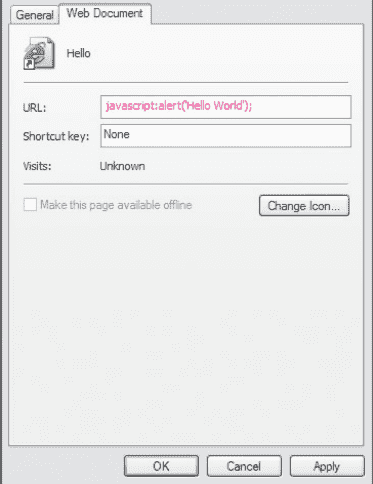 General Web Document
Hello
URL: javascript:alert('Hello World');
Shortcut key: None
Visits: Unknown
Make this page available offline Change Icon...
OK Cancel Apply